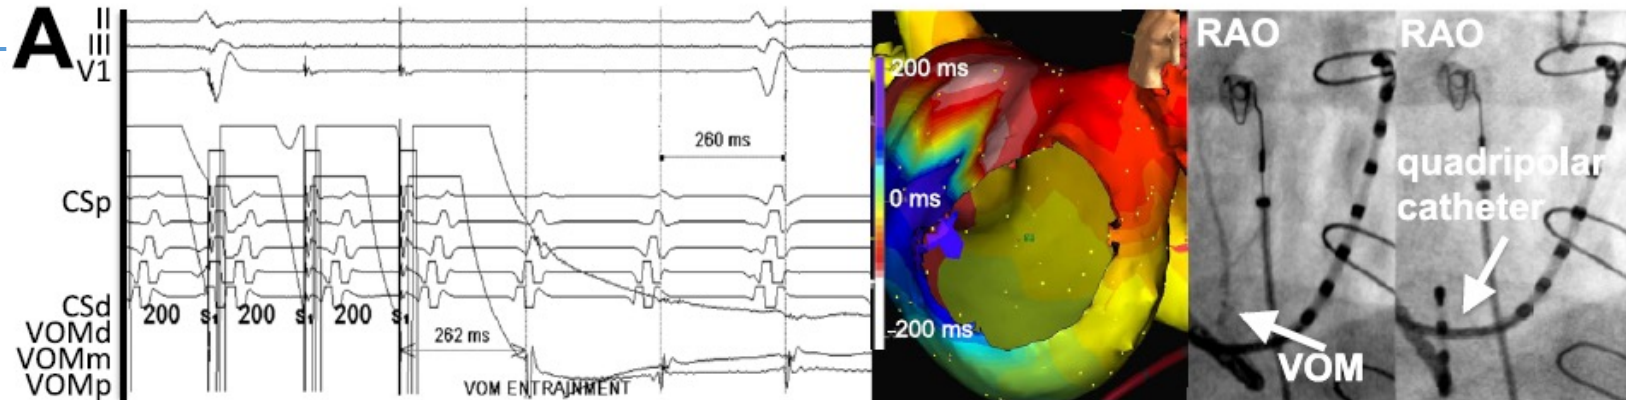 A
II
III
V1
CSp
CSd
VOMd
VOMm
VOMp
200 S1 200 S1 200 S1
262 ms
260 ms
VOM ENTRAINMENT
200 ms
0 ms
-200 ms
RAO
VOM
RAO
quadripolar
catheter